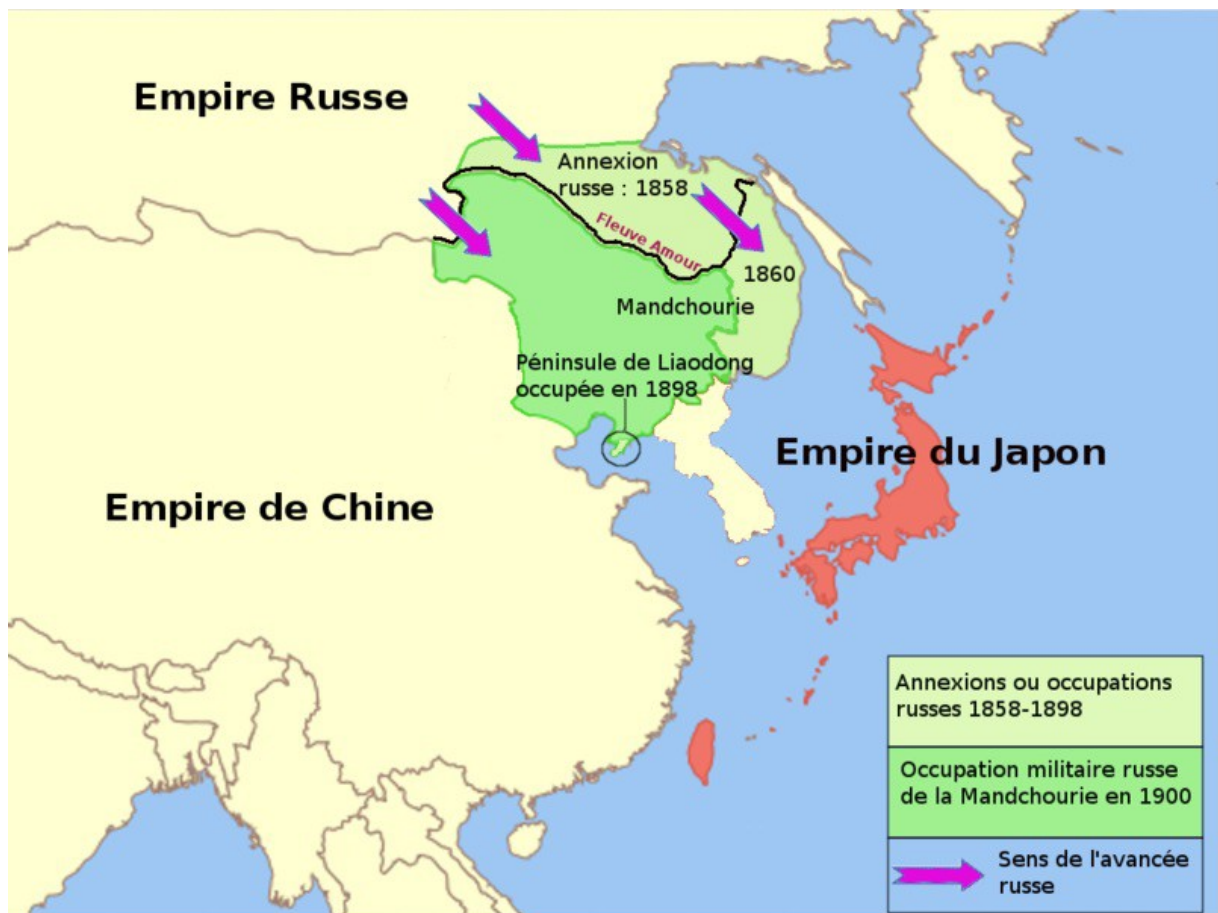 Empire Russe
Annexion
russe : 1858
Fleuve Amour
1860
Mandchourie
Péninsule de Liaodong
occupée en 1898
Empire du Japon
Empire de Chine
Annexions ou occupations
russes 1858-1898
Occupation militaire russe
de la Mandchourie en 1900
Sens de l'avancée
russe